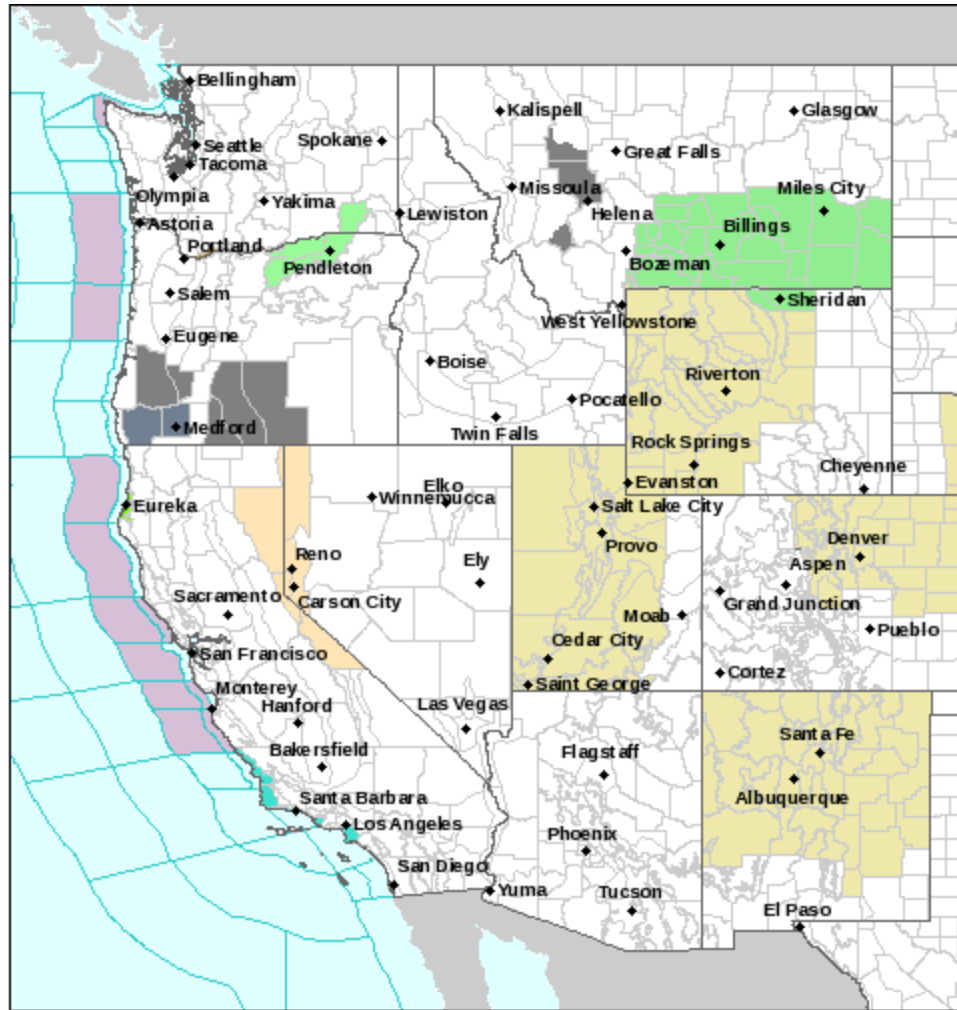 Bellingham
Kalispell
Glasgow
Seattle
Spokane
Great Falls
Tacoma
Olympia
Missoula
Miles City
Yakima
Lewiston
Helena
Astoria
Billings
Portland
Pendleton
Bozeman
Salem
Sheridan
West Yellowstone
Eugene
Boise
Riverton
Pocatello
Medford
Twin Falls
Rock Springs
Cheyenne
Elko
Evanston
Winnemucca
Eureka
Salt Lake City
Provo
Denver
Reno
Ely
Aspen
Sacramento
Carson City
Grand Junction
Moab
Pueblo
San Francisco
Cedar City
Cortez
Saint George
Monterey
Hanford
Las Vegas
Santa Fe
Bakersfield
Flagstaff
Albuquerque
Santa Barbara
Los Angeles
Phoenix
San Diego
Yuma
Tucson
El Paso